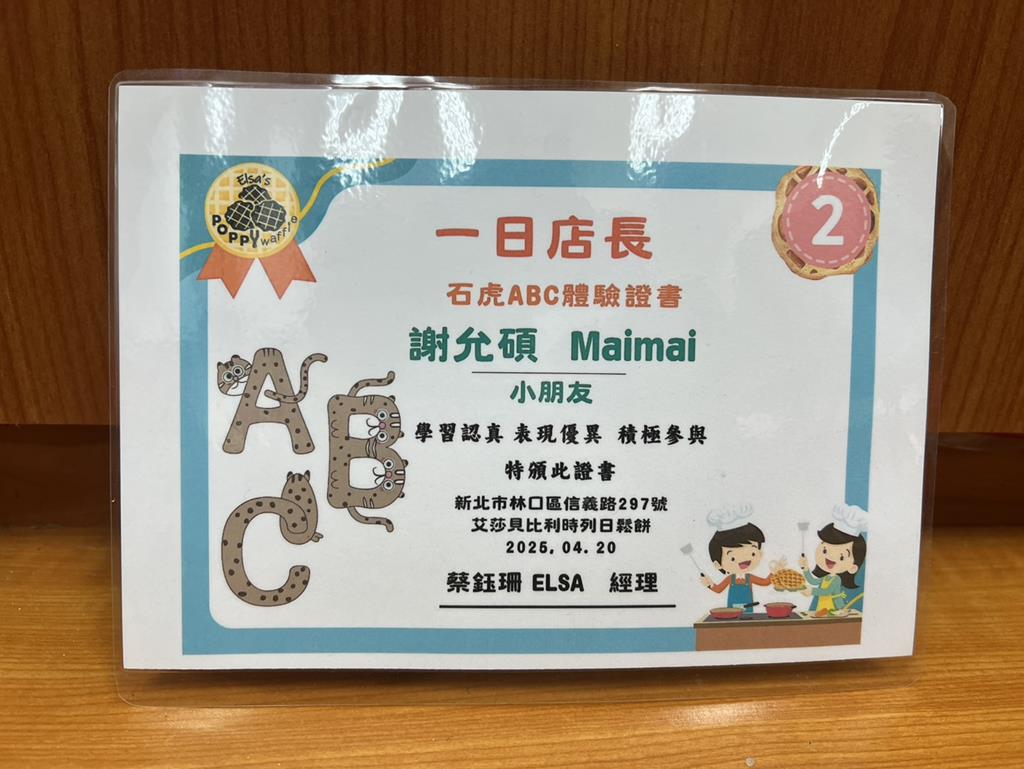 Elsa's
POPPY waffle
2
一日店長
石虎ABC體驗證書
謝允碩 Maimai
小朋友
ABC
學習認真 表現優異 積極參與
特頒此證書
新北市林口區信義路297號
艾莎貝比利時列日鬆餅
2025.04.20
蔡鈺珊 ELSA 經理